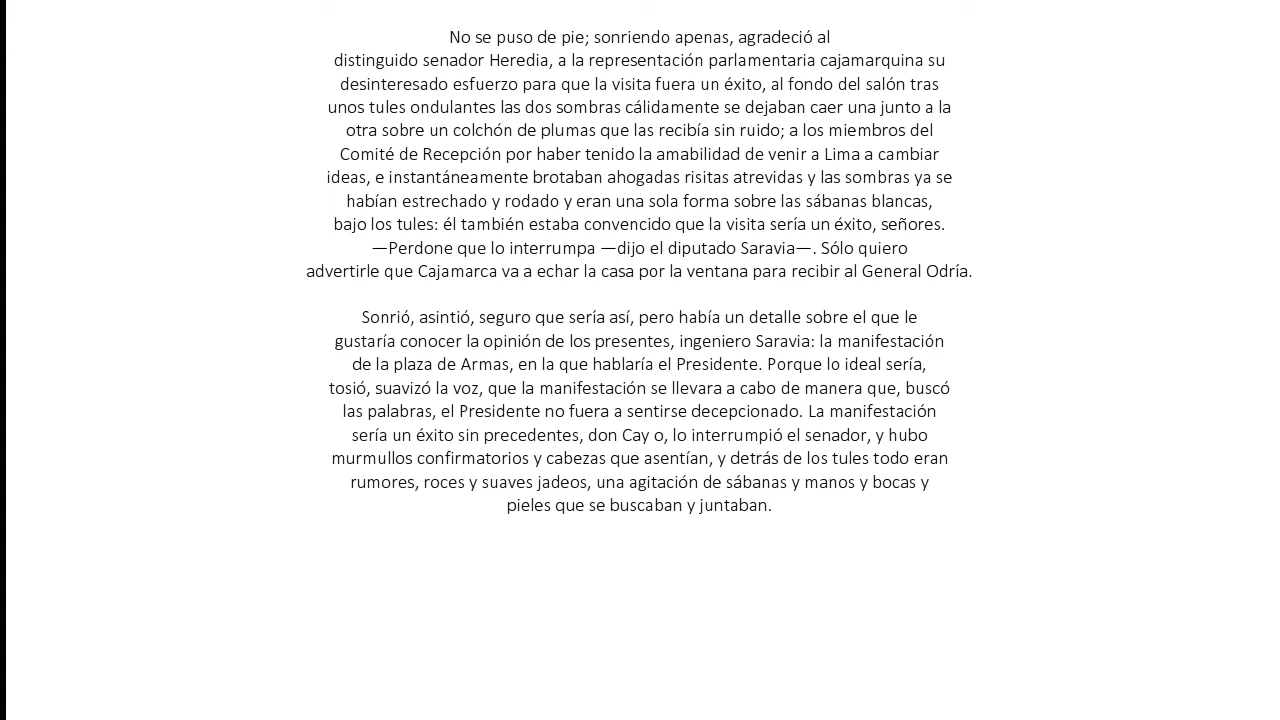 No se puso de pie; sonriendo apenas, agradeció al
distinguido senador Heredia, a la representación parlamentaria cajamarquina su
desinteresado esfuerzo para que la visita fuera un éxito, al fondo del salón tras
unos tules ondulantes las dos sombras cálidamente se dejaban caer una junto a la
otra sobre un colchón de plumas que las recibía sin ruido; a los miembros del
Comité de Recepción por haber tenido la amabilidad de venir a Lima a cambiar
ideas, e instantáneamente brotaban ahogadas risitas atrevidas y las sombras ya se
habían estrechado y rodado y eran una sola forma sobre las sábanas blancas,
bajo los tules: él también estaba convencido que la visita sería un éxito, señores.
—Perdone que lo interrumpa —dijo el diputado Saravia—. Sólo quiero
advertirle que Cajamarca va a echar la casa por la ventana para recibir al General Odría.
Sonrió, asintió, seguro que sería así, pero había un detalle sobre el que le
gustaría conocer la opinión de los presentes, ingeniero Saravia: la manifestación
de la plaza de Armas, en la que hablaría el Presidente. Porque lo ideal sería,
tosió, suavizó la voz, que la manifestación se llevara a cabo de manera que, buscó
las palabras, el Presidente no fuera a sentirse decepcionado. La manifestación
sería un éxito sin precedentes, don Cay o, lo interrumpió el senador, y hubo
murmullos confirmatorios y cabezas que asentían, y detrás de los tules todo eran
rumores, roces y suaves jadeos, una agitación de sábanas y manos y bocas y
pieles que se buscaban y juntaban.